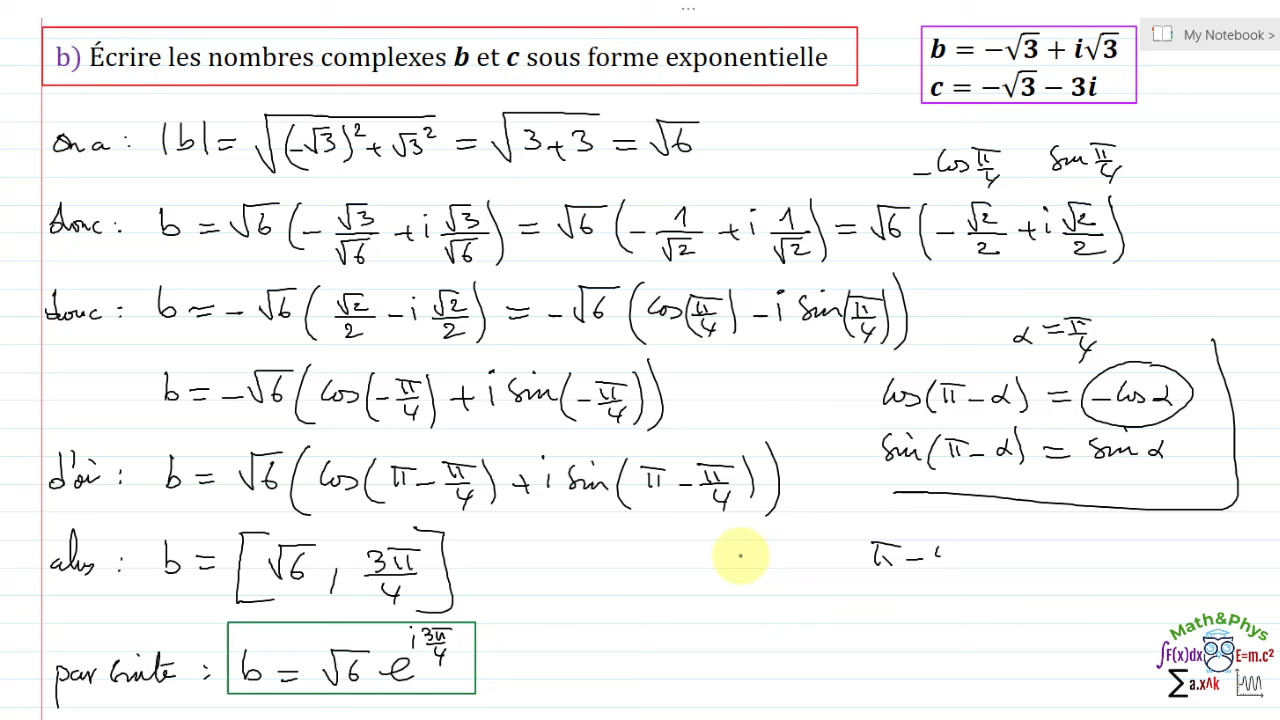 ...
My Notebook >
b) Écrire les nombres complexes b et c sous forme exponentielle
b = −√3 + i√3
c = −√3 − 3i
on a : |b| = √((−√3)² + √3²) = √(3+3) = √6
−cos π/4 sin π/4
donc : b = √6 (−√3/√6 + i √3/√6) = √6 (−1/√2 + i 1/√2) = √6 (−√2/2 + i √2/2)
donc : b = −√6 (√2/2 − i √2/2) = −√6 (cos(π/4) − i sin(π/4))
α = π/4
b = −√6 (cos(−π/4) + i sin(−π/4))
cos(π − α) = −cos α
sin(π − α) = sin α
d'où : b = √6 (cos(π − π/4) + i sin(π − π/4))
alors : b = [√6 , 3π/4]
π −
par suite : b = √6 e^(i 3π/4)
Math&Phys
∫F(x)dx E=m.c²
∑ a.x∧k